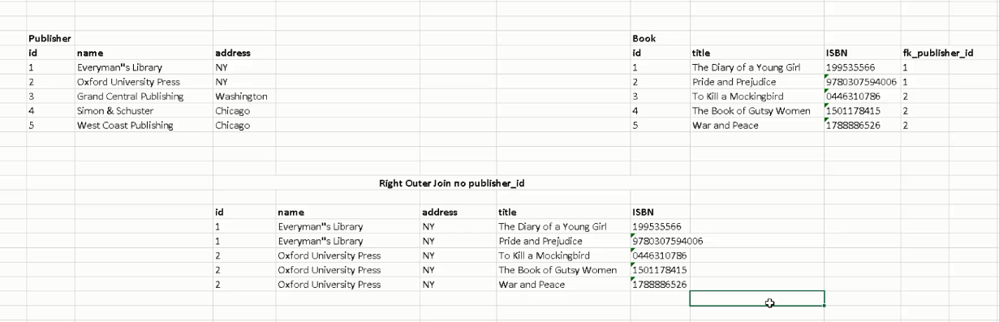 Publisher Book
id name address id title ISBN fk_publisher_id
1 Everyman"s Library NY 1 The Diary of a Young Girl 199535566 1
2 Oxford University Press NY 2 Pride and Prejudice 9780307594006 1
3 Grand Central Publishing Washington 3 To Kill a Mockingbird 0446310786 2
4 Simon & Schuster Chicago 4 The Book of Gutsy Women 1501178415 2
5 West Coast Publishing Chicago 5 War and Peace 1788886526 2
Right Outer Join no publisher_id
id name address title ISBN
1 Everyman"s Library NY The Diary of a Young Girl 199535566
1 Everyman"s Library NY Pride and Prejudice 9780307594006
2 Oxford University Press NY To Kill a Mockingbird 0446310786
2 Oxford University Press NY The Book of Gutsy Women 1501178415
2 Oxford University Press NY War and Peace 1788886526